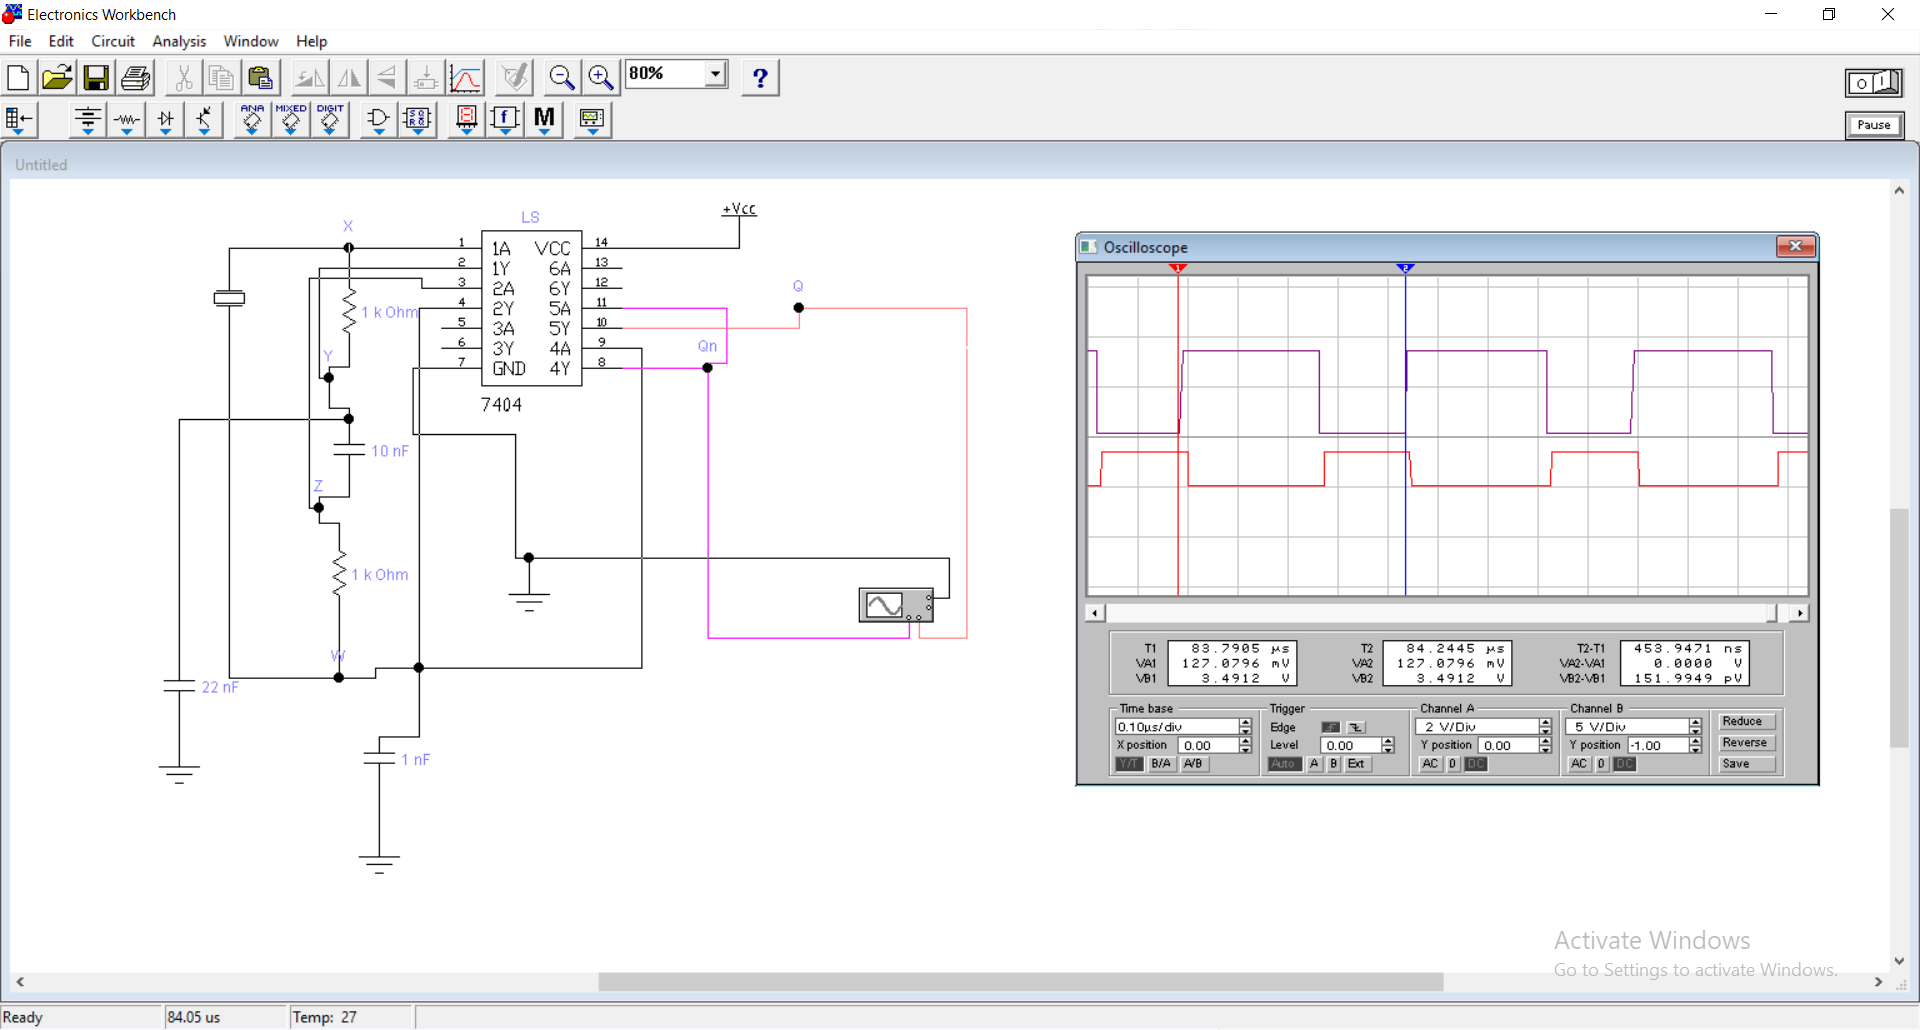 Electronics Workbench
File Edit Circuit Analysis Window Help
80%
?
ANA MIXED DIGIT
f M
Pause
Untitled
X
LS
+Vcc
1 1A VCC 14
2 1Y 6A 13
3 2A 6Y 12
4 2Y 5A 11
5 3A 5Y 10
6 3Y 4A 9
7 GND 4Y 8
7404
1 k Ohm
Y
Q
Qn
10 nF
Z
1 k Ohm
W
22 nF
1 nF
Oscilloscope
1 2
T1 83.7905 µs
VA1 127.0796 mV
VB1 3.4912 V
T2 84.2445 µs
VA2 127.0796 mV
VB2 3.4912 V
T2-T1 453.9471 ns
VA2-VA1 0.0000 V
VB2-VB1 151.9949 pV
Time base
0.10µs/div
X position 0.00
Y/T B/A A/B
Trigger
Edge
Level 0.00
Auto A B Ext
Channel A
2 V/Div
Y position 0.00
AC 0 DC
Channel B
5 V/Div
Y position -1.00
AC 0 DC
Reduce
Reverse
Save
Activate Windows
Go to Settings to activate Windows.
Ready 84.05 us Temp: 27